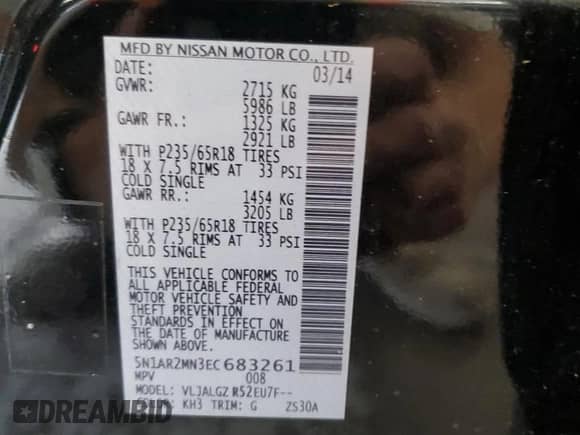 MFD BY NISSAN MOTOR CO., LTD.
DATE: 03/14
GVWR: 2715 KG
5986 LB
GAWR FR.: 1325 KG
2921 LB
WITH P235/65R18 TIRES
18 X 7.5 RIMS AT 33 PSI
COLD SINGLE
GAWR RR.: 1454 KG
3205 LB
WITH P235/65R18 TIRES
18 X 7.5 RIMS AT 33 PSI
COLD SINGLE
THIS VEHICLE CONFORMS TO
ALL APPLICABLE FEDERAL
MOTOR VEHICLE SAFETY AND
THEFT PREVENTION
STANDARDS IN EFFECT ON
THE DATE OF MANUFACTURE
SHOWN ABOVE.
5N1AR2MN3EC683261
MPV 008
MODEL: VLJALGZ R52EU7F--
KH3 TRIM: G ZS30A
DREAMBID